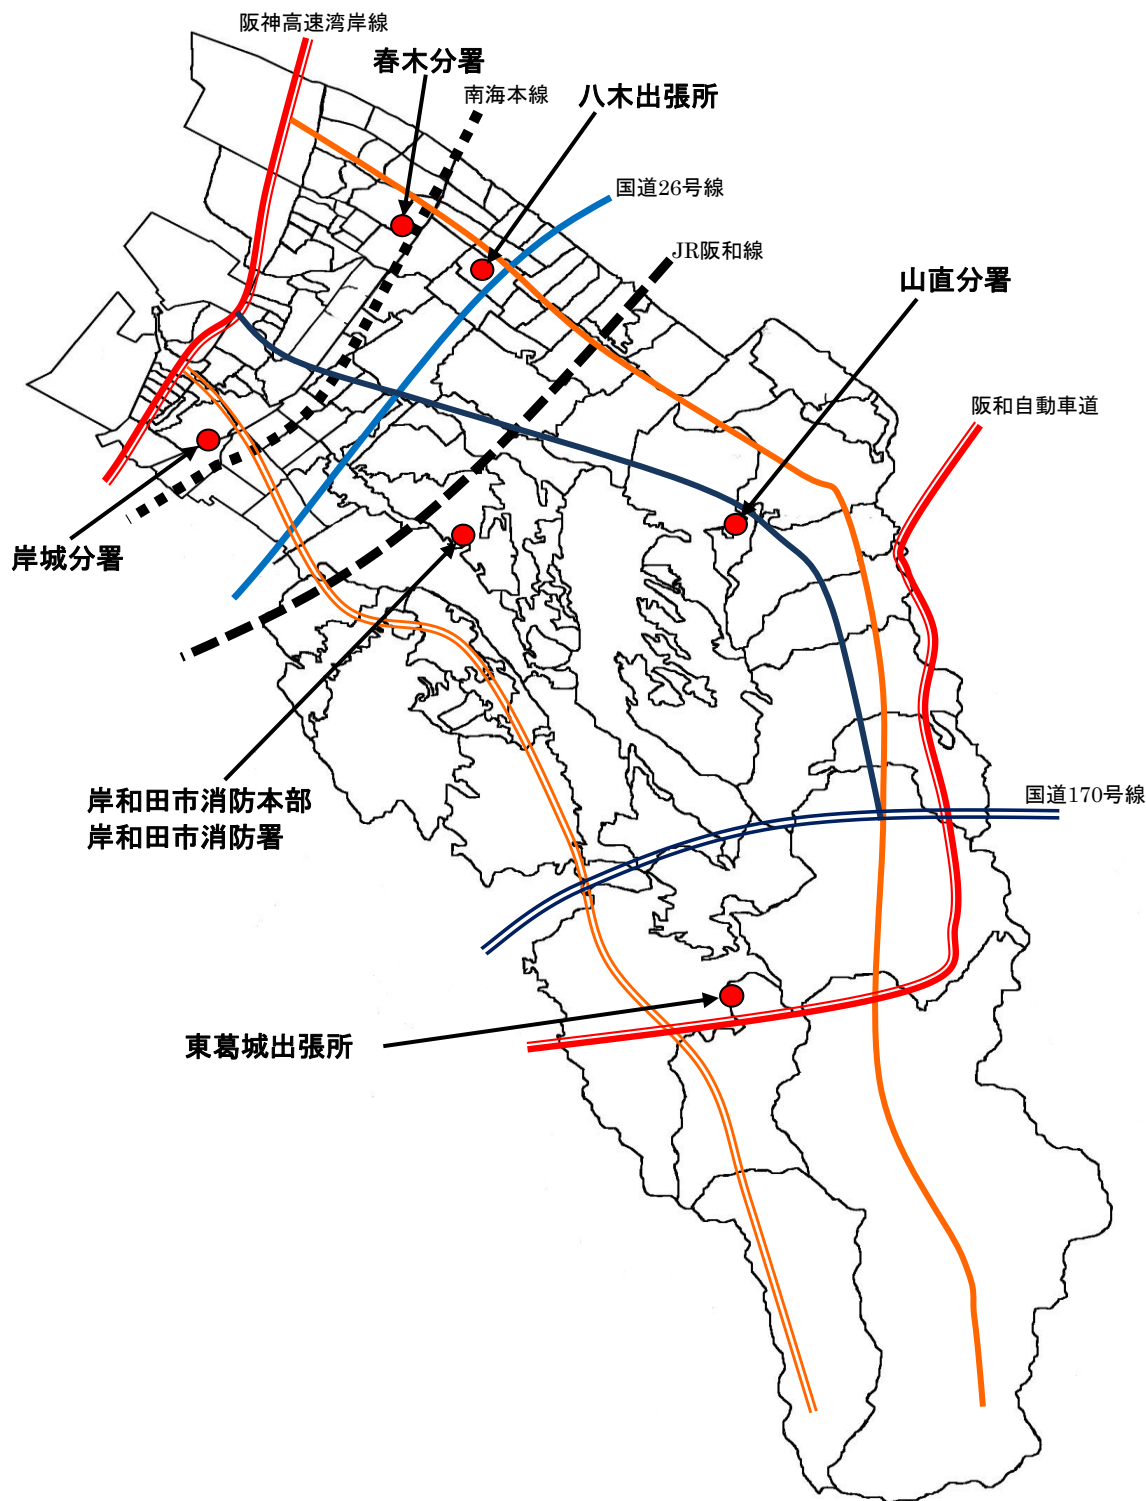 阪神高速湾岸線
春木分署
南海本線
八木出張所
国道26号線
JR阪和線
山直分署
阪和自動車道
岸城分署
岸和田市消防本部
岸和田市消防署
国道170号線
東葛城出張所